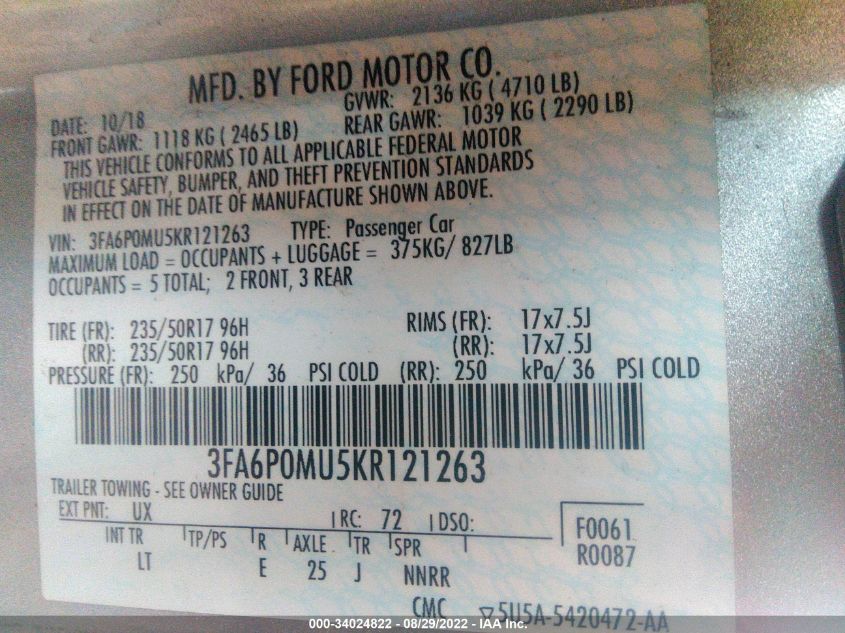 MFD. BY FORD MOTOR CO.
DATE: 10/18 GVWR: 2136 KG ( 4710 LB)
FRONT GAWR: 1118 KG ( 2465 LB) REAR GAWR: 1039 KG ( 2290 LB)
THIS VEHICLE CONFORMS TO ALL APPLICABLE FEDERAL MOTOR
VEHICLE SAFETY, BUMPER, AND THEFT PREVENTION STANDARDS
IN EFFECT ON THE DATE OF MANUFACTURE SHOWN ABOVE.
VIN: 3FA6P0MU5KR121263 TYPE: Passenger Car
MAXIMUM LOAD = OCCUPANTS + LUGGAGE = 375KG/ 827LB
OCCUPANTS = 5 TOTAL; 2 FRONT, 3 REAR
TIRE (FR): 235/50R17 96H RIMS (FR): 17x7.5J
(RR): 235/50R17 96H (RR): 17x7.5J
PRESSURE (FR): 250 kPa/ 36 PSI COLD (RR): 250 kPa/ 36 PSI COLD
3FA6P0MU5KR121263
TRAILER TOWING - SEE OWNER GUIDE
EXT PNT: UX RC: 72 DSO: F0061
INT TR TP/PS R AXLE TR SPR R0087
LT E 25 J NNRR
CMC ▽5U5A-5420472-AA
000-34024822 - 08/29/2022 - IAA Inc.